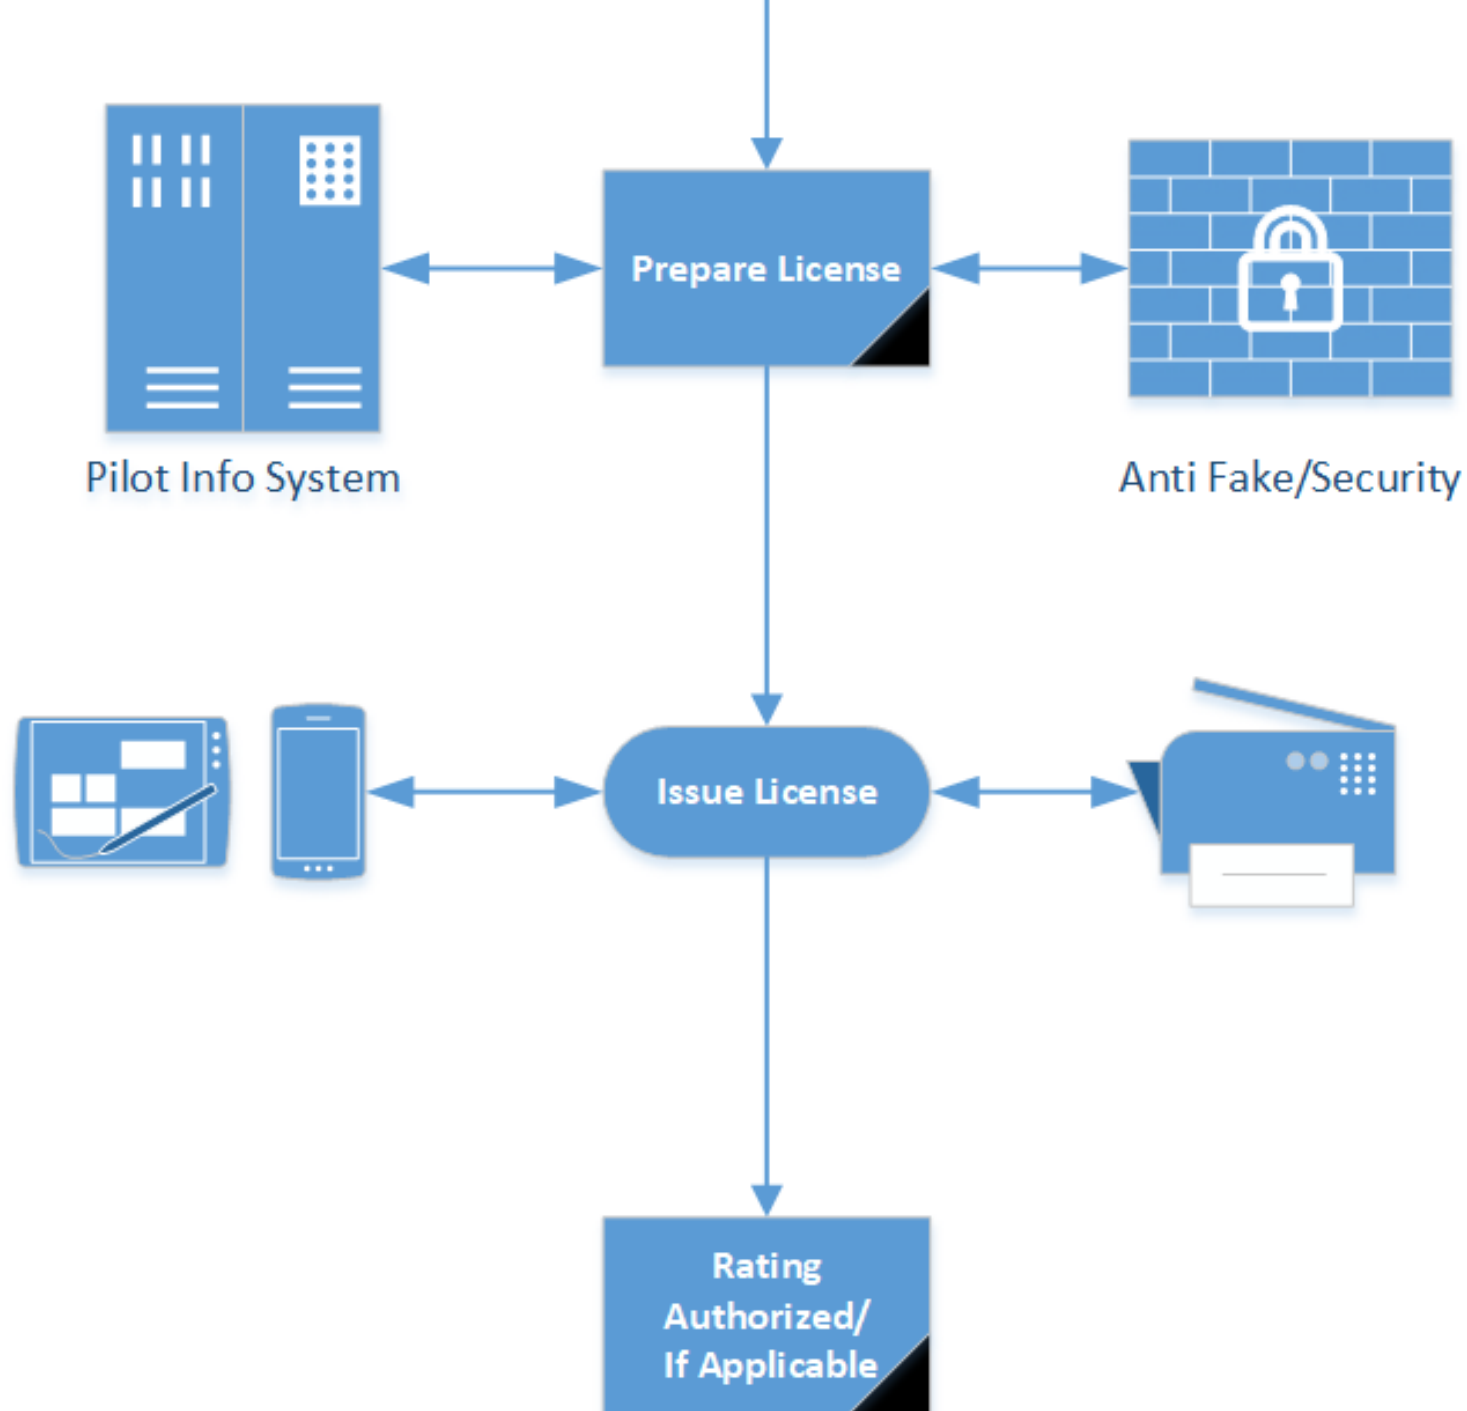 Prepare License
Pilot Info System
Anti Fake/Security
Issue License
Rating
Authorized/
If Applicable